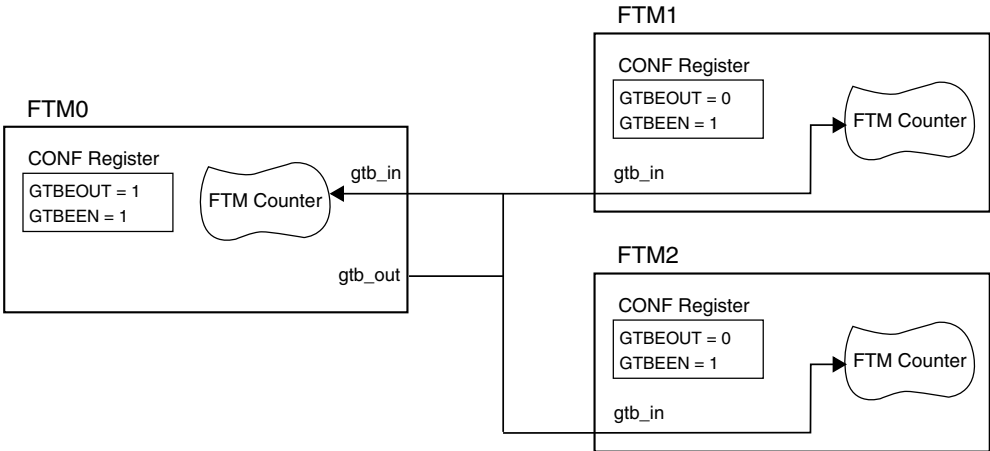 FTM1
CONF Register
GTBEOUT = 0
GTBEEN = 1
FTM Counter
gtb_in
FTM0
CONF Register
GTBEOUT = 1
GTBEEN = 1
FTM Counter
gtb_in
gtb_out
FTM2
CONF Register
GTBEOUT = 0
GTBEEN = 1
FTM Counter
gtb_in